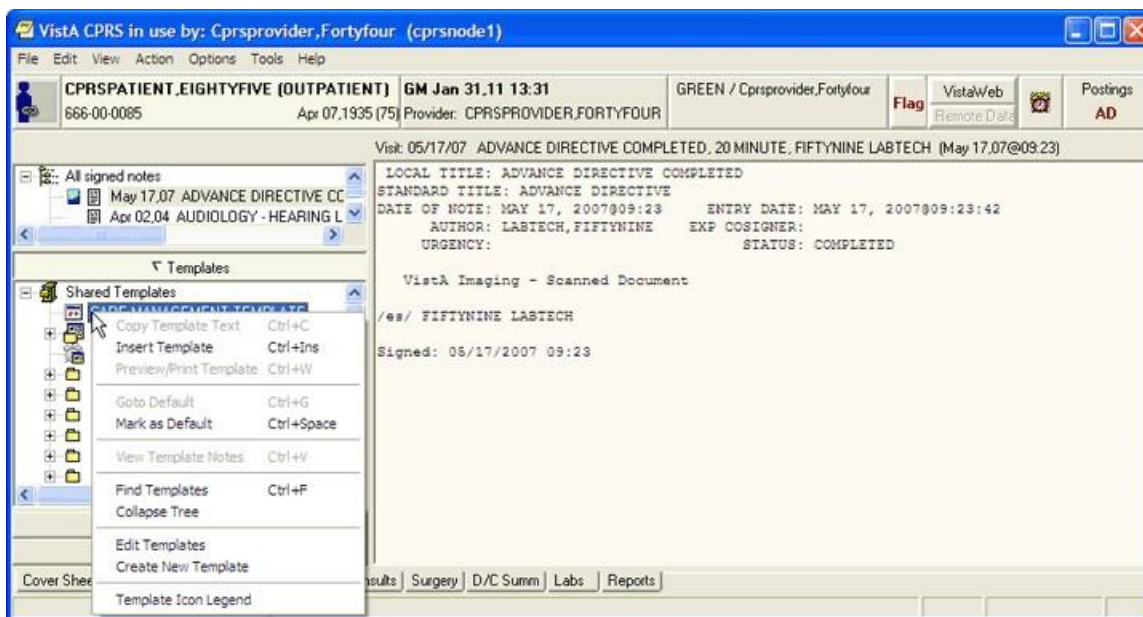 VistA CPRS in use by: Cprsprovider,Fortyfour (cprsnode1)
File Edit View Action Options Tools Help
CPRSPATIENT,EIGHTYFIVE (OUTPATIENT) GM Jan 31,11 13:31 GREEN / Cprsprovider,Fortyfour Flag VistaWeb Postings
666-00-0085 Apr 07,1935 (75) Provider: CPRSPROVIDER,FORTYFOUR Remote Data AD
Visit: 05/17/07 ADVANCE DIRECTIVE COMPLETED, 20 MINUTE, FIFTYNINE LABTECH (May 17,07@09:23)
All signed notes
May 17,07 ADVANCE DIRECTIVE CC
Apr 02,04 AUDIOLOGY - HEARING L
Templates
Shared Templates
CARE MANAGEMENT TEMPLATE
Copy Template Text Ctrl+C
Insert Template Ctrl+Ins
Preview/Print Template Ctrl+W
Goto Default Ctrl+G
Mark as Default Ctrl+Space
View Template Notes Ctrl+V
Find Templates Ctrl+F
Collapse Tree
Edit Templates
Create New Template
Template Icon Legend
LOCAL TITLE: ADVANCE DIRECTIVE COMPLETED
STANDARD TITLE: ADVANCE DIRECTIVE
DATE OF NOTE: MAY 17, 2007@09:23 ENTRY DATE: MAY 17, 2007@09:23:42
AUTHOR: LABTECH,FIFTYNINE EXP COSIGNER:
URGENCY: STATUS: COMPLETED
VistA Imaging - Scanned Document
/es/ FIFTYNINE LABTECH
Signed: 05/17/2007 09:23
Cover Shee sults Surgery D/C Summ Labs Reports